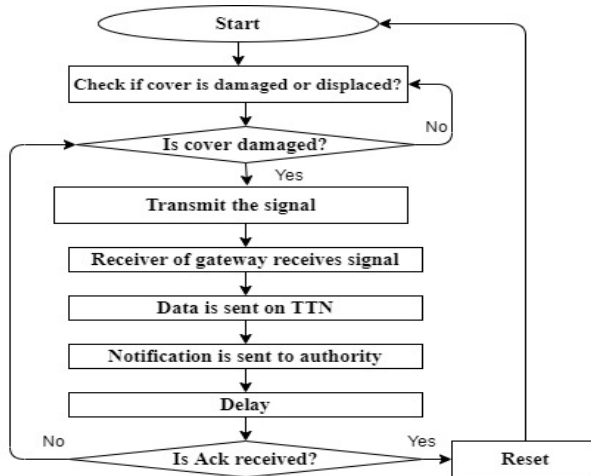 Start
Check if cover is damaged or displaced?
No
Is cover damaged?
Yes
Transmit the signal
Receiver of gateway receives signal
Data is sent on TTN
Notification is sent to authority
Delay
No
Is Ack received?
Yes
Reset